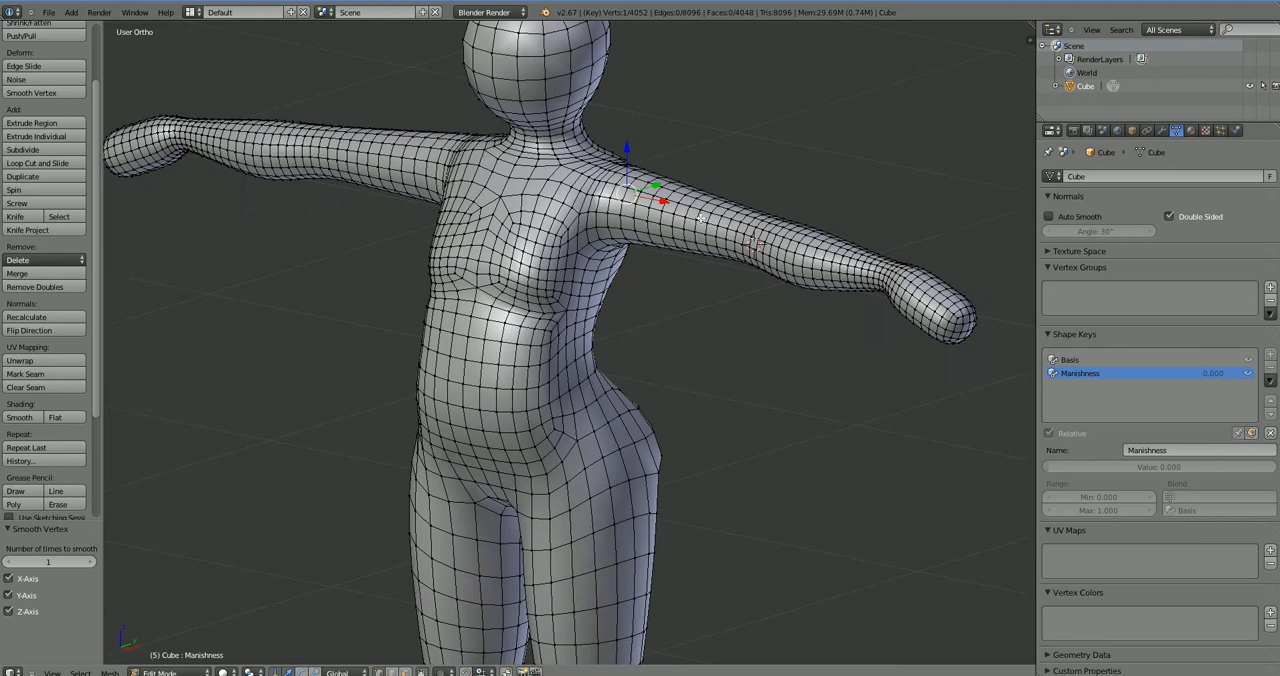 File Add Render Window Help Default Scene Blender Render v2.67 | (Key) Verts:1/4052 | Edges:0/8096 | Faces:0/4048 | Tris:8096 | Mem:29.69M (0.74M) | Cube
Shrink/Fatten
Push/Pull
Deform:
Edge Slide
Noise
Smooth Vertex
Add:
Extrude Region
Extrude Individual
Subdivide
Loop Cut and Slide
Duplicate
Spin
Screw
Knife Select
Knife Project
Remove:
Delete
Merge
Remove Doubles
Normals:
Recalculate
Flip Direction
UV Mapping:
Unwrap
Mark Seam
Clear Seam
Shading:
Smooth Flat
Repeat:
Repeat Last
History...
Grease Pencil:
Draw Line
Poly Erase
Use Sketching Sessi
Smooth Vertex
Number of times to smooth
1
X-Axis
Y-Axis
Z-Axis
User Ortho
(5) Cube : Manishness
View Select Mesh Edit Mode Global
View Search All Scenes
Scene
RenderLayers
World
Cube
Cube Cube
Cube F
Normals
Auto Smooth Double Sided
Angle: 30°
Texture Space
Vertex Groups
Shape Keys
Basis
Manishness 0.000
Relative
Name: Manishness
Value: 0.000
Range: Blend:
Min: 0.000
Max: 1.000 Basis
UV Maps
Vertex Colors
Geometry Data
Custom Properties